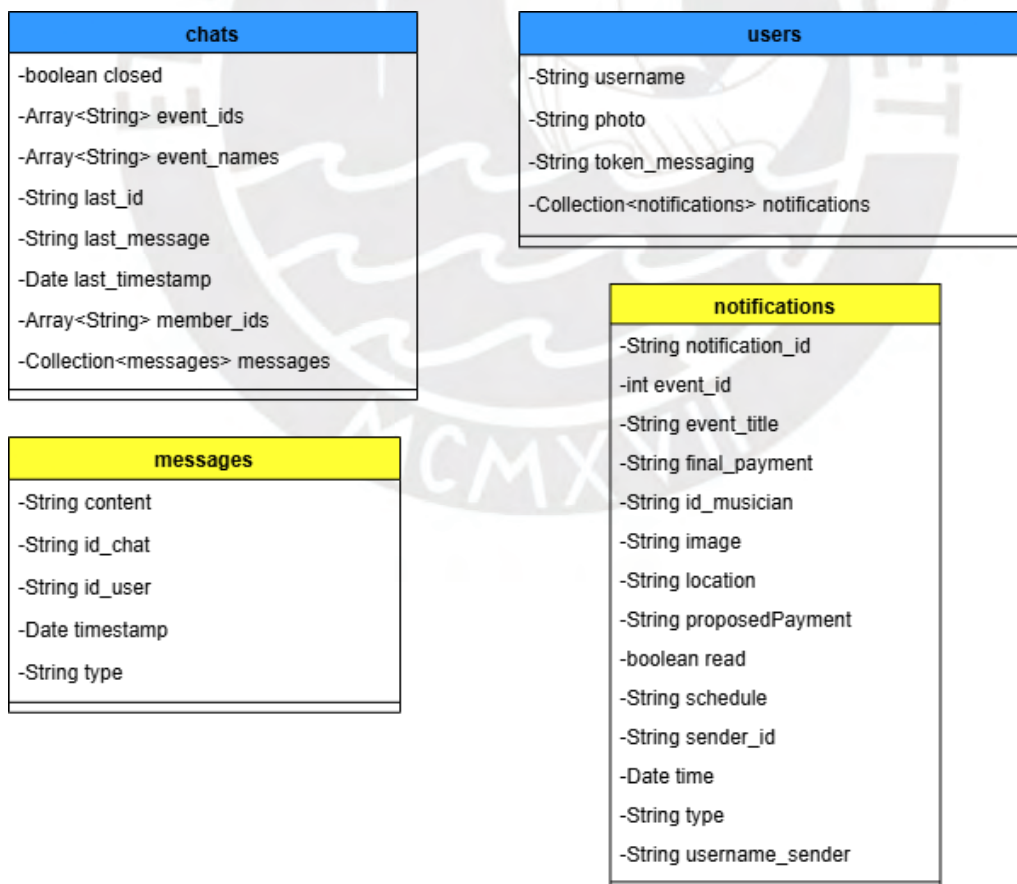 chats
-boolean closed
-Array<String> event_ids
-Array<String> event_names
-String last_id
-String last_message
-Date last_timestamp
-Array<String> member_ids
-Collection<messages> messages
users
-String username
-String photo
-String token_messaging
-Collection<notifications> notifications
messages
-String content
-String id_chat
-String id_user
-Date timestamp
-String type
notifications
-String notification_id
-int event_id
-String event_title
-String final_payment
-String id_musician
-String image
-String location
-String proposedPayment
-boolean read
-String schedule
-String sender_id
-Date time
-String type
-String username_sender